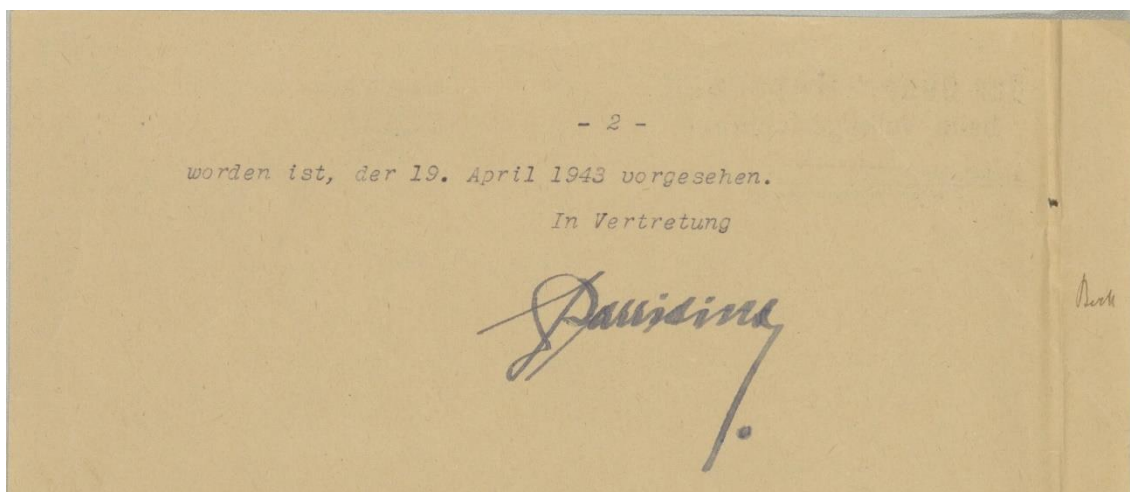 - 2 -
worden ist, der 19. April 1943 vorgesehen.
In Vertretung